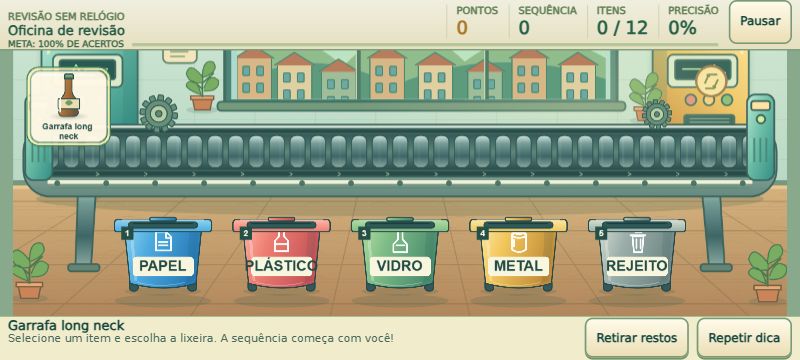 REVISÃO SEM RELÓGIO
Oficina de revisão
META: 100% DE ACERTOS
PONTOS
0
SEQUÊNCIA
0
ITENS
0 / 12
PRECISÃO
0%
Pausar
Garrafa long
neck
1
PAPEL
2
PLÁSTICO
3
VIDRO
4
METAL
5
REJEITO
Garrafa long neck
Selecione um item e escolha a lixeira. A sequência começa com você!
Retirar restos
Repetir dica